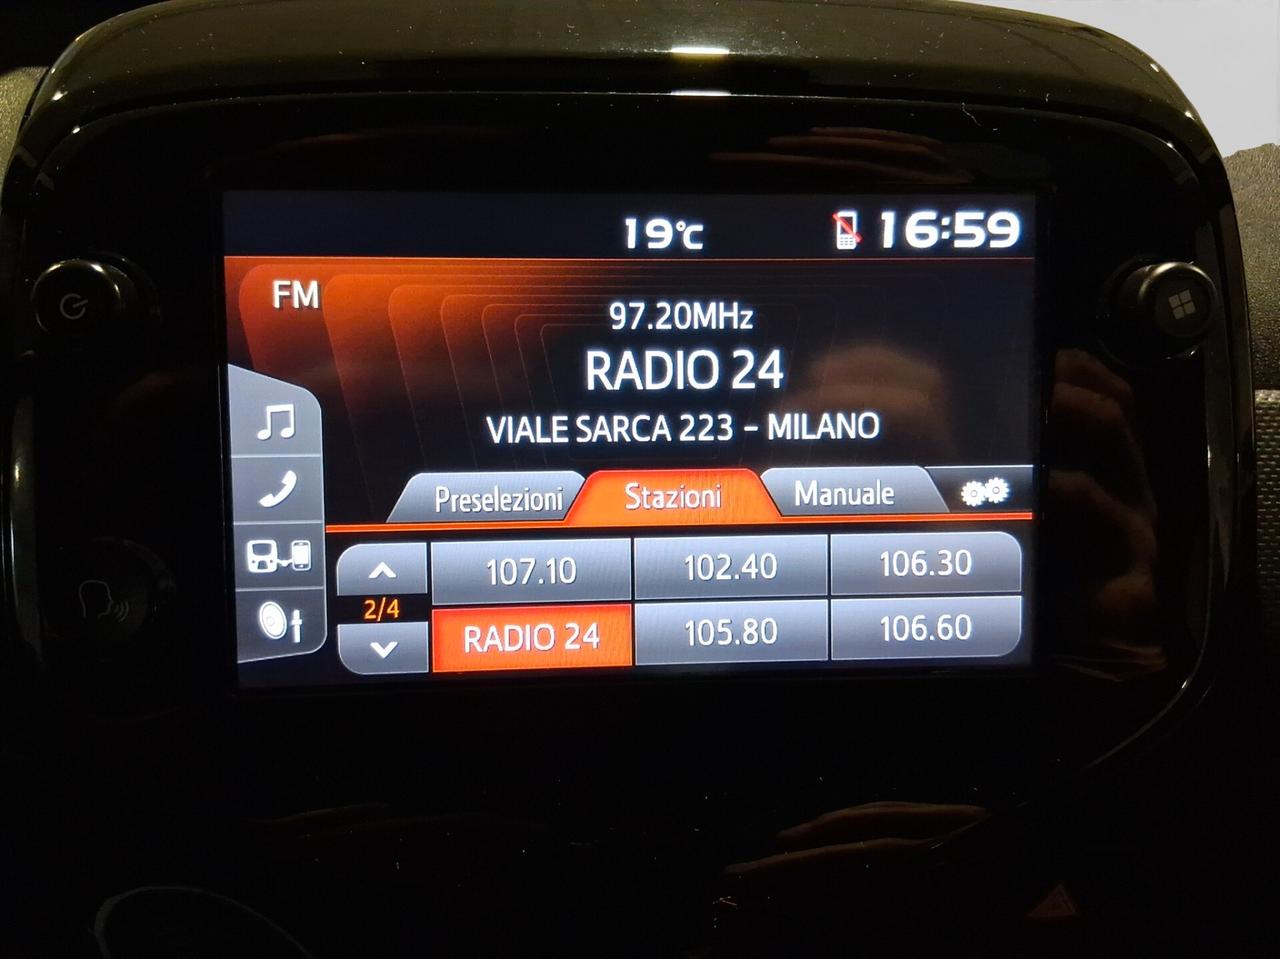 19°C 16:59
FM
97.20MHz
RADIO 24
VIALE SARCA 223 - MILANO
Preselezioni Stazioni Manuale
107.10 102.40 106.30
2/4
RADIO 24 105.80 106.60